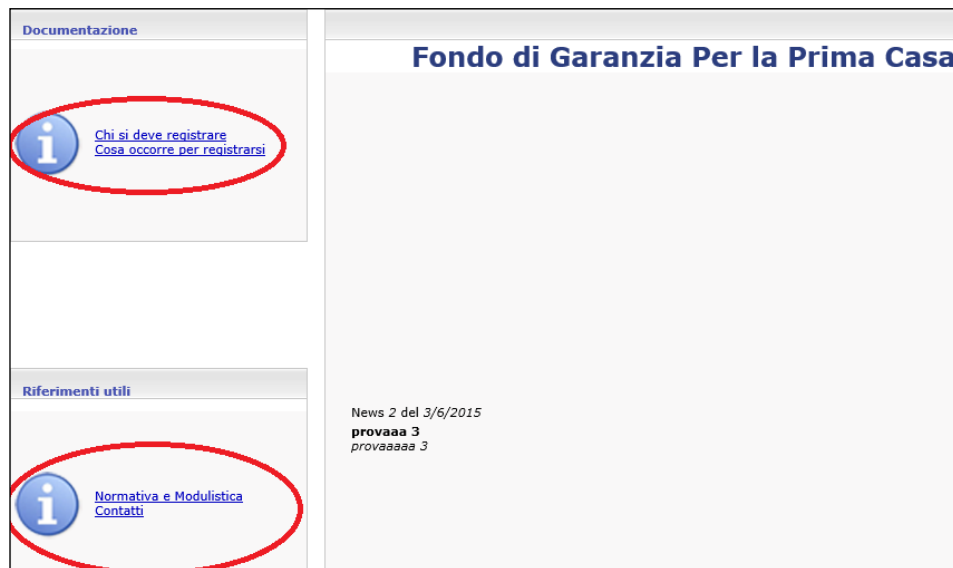 Documentazione
Chi si deve registrare
Cosa occorre per registrarsi
Riferimenti utili
Normativa e Modulistica
Contatti
Fondo di Garanzia Per la Prima Casa
News 2 del 3/6/2015
provaaa 3
provaaaaa 3